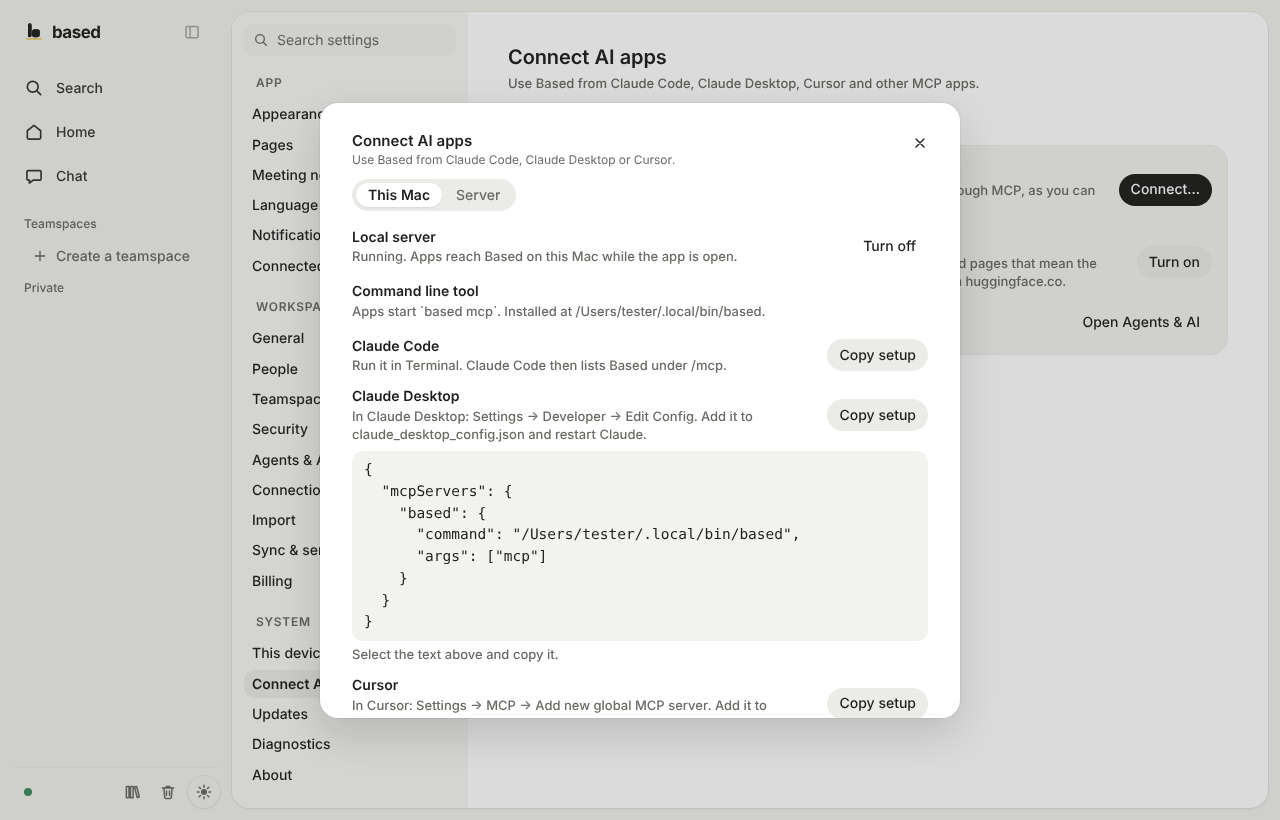 based
Search
Home
Chat
Teamspaces
Create a teamspace
Private
Search settings
APP
Appearanc
Pages
Meeting n
Language
Notificatio
Connected
WORKSPA
General
People
Teamspac
Security
Agents & A
Connectio
Import
Sync & ser
Billing
SYSTEM
This devic
Connect A
Updates
Diagnostics
About
Connect AI apps
Use Based from Claude Code, Claude Desktop, Cursor and other MCP apps.
ough MCP, as you can
Connect...
d pages that mean the
huggingface.co.
Turn on
Open Agents & AI
Connect AI apps
Use Based from Claude Code, Claude Desktop or Cursor.
This Mac
Server
Local server
Running. Apps reach Based on this Mac while the app is open.
Turn off
Command line tool
Apps start `based mcp`. Installed at /Users/tester/.local/bin/based.
Claude Code
Run it in Terminal. Claude Code then lists Based under /mcp.
Copy setup
Claude Desktop
In Claude Desktop: Settings → Developer → Edit Config. Add it to
claude_desktop_config.json and restart Claude.
Copy setup
{
  "mcpServers": {
    "based": {
      "command": "/Users/tester/.local/bin/based",
      "args": ["mcp"]
    }
  }
}
Select the text above and copy it.
Cursor
In Cursor: Settings → MCP → Add new global MCP server. Add it to
Copy setup